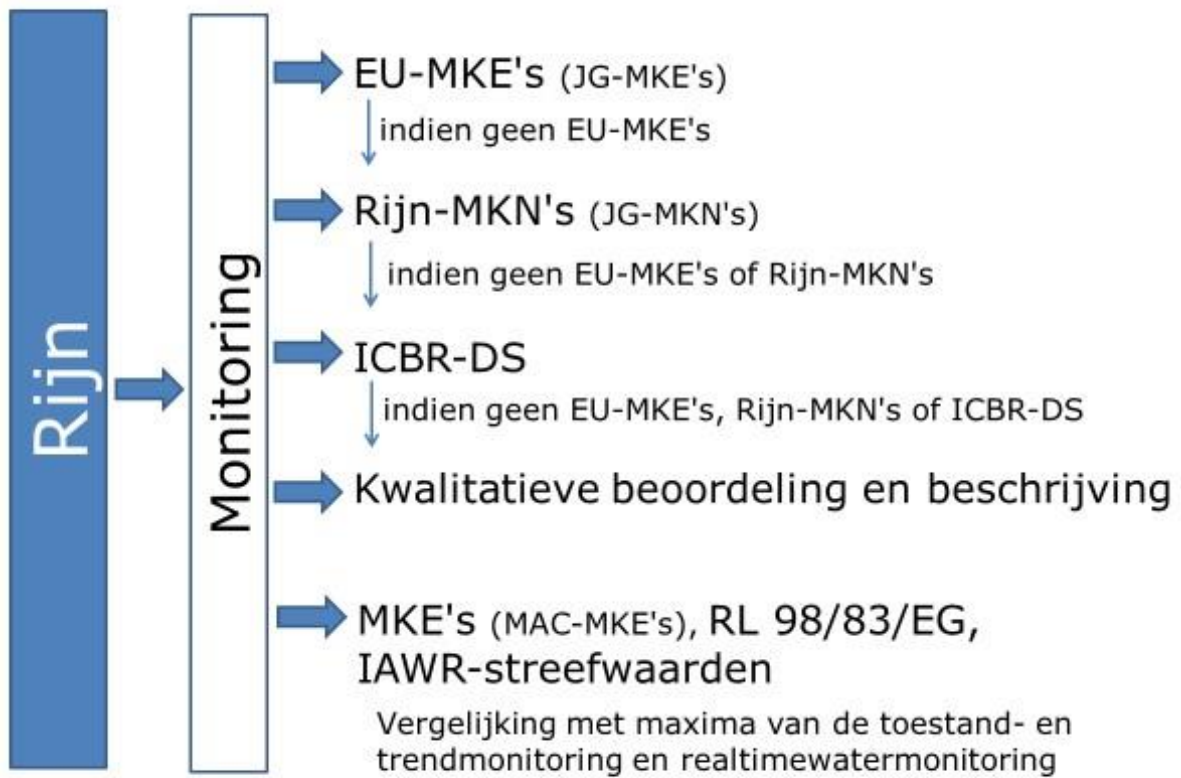 Rijn
Monitoring
EU-MKE's (JG-MKE's)
indien geen EU-MKE's
Rijn-MKN's (JG-MKN's)
indien geen EU-MKE's of Rijn-MKN's
ICBR-DS
indien geen EU-MKE's, Rijn-MKN's of ICBR-DS
Kwalitatieve beoordeling en beschrijving
MKE's (MAC-MKE's), RL 98/83/EG,
IAWR-streefwaarden
Vergelijking met maxima van de toestand- en
trendmonitoring en realtimewatermonitoring